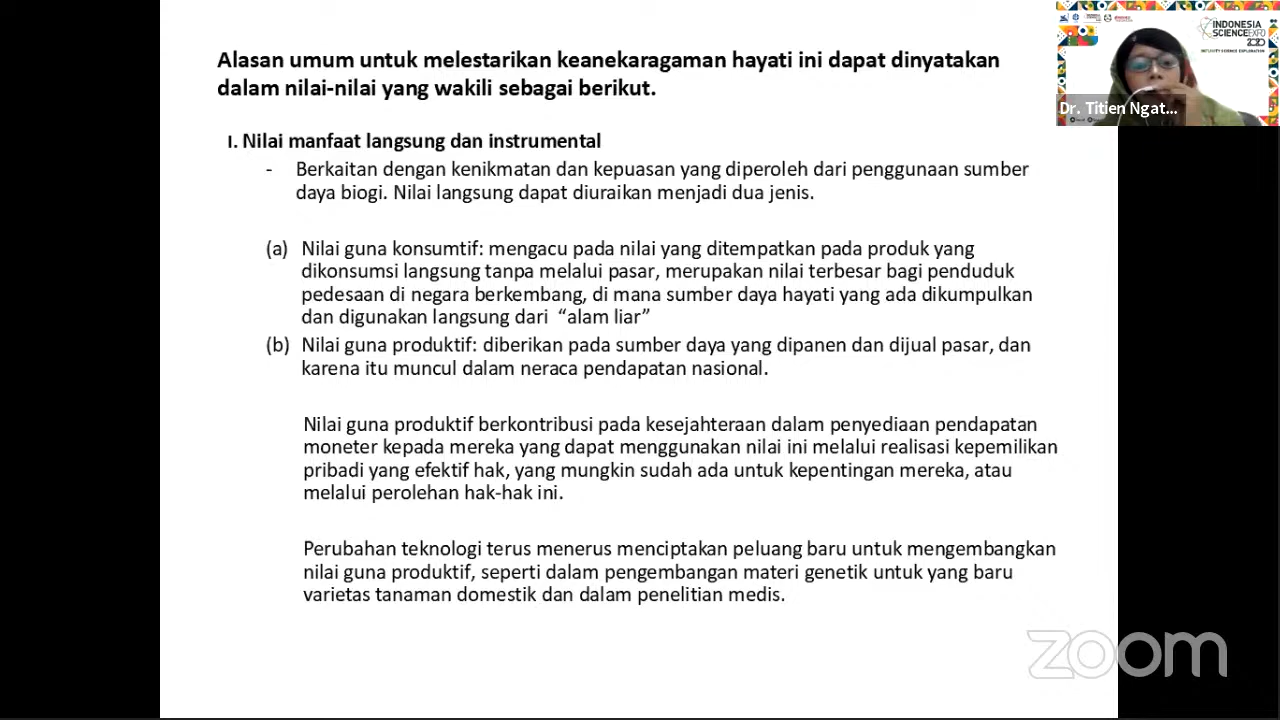 Alasan umum untuk melestarikan keanekaragaman hayati ini dapat dinyatakan
dalam nilai-nilai yang wakili sebagai berikut.
I. Nilai manfaat langsung dan instrumental
- Berkaitan dengan kenikmatan dan kepuasan yang diperoleh dari penggunaan sumber
daya biogi. Nilai langsung dapat diuraikan menjadi dua jenis.
(a) Nilai guna konsumtif: mengacu pada nilai yang ditempatkan pada produk yang
dikonsumsi langsung tanpa melalui pasar, merupakan nilai terbesar bagi penduduk
pedesaan di negara berkembang, di mana sumber daya hayati yang ada dikumpulkan
dan digunakan langsung dari “alam liar”
(b) Nilai guna produktif: diberikan pada sumber daya yang dipanen dan dijual pasar, dan
karena itu muncul dalam neraca pendapatan nasional.
Nilai guna produktif berkontribusi pada kesejahteraan dalam penyediaan pendapatan
moneter kepada mereka yang dapat menggunakan nilai ini melalui realisasi kepemilikan
pribadi yang efektif hak, yang mungkin sudah ada untuk kepentingan mereka, atau
melalui perolehan hak-hak ini.
Perubahan teknologi terus menerus menciptakan peluang baru untuk mengembangkan
nilai guna produktif, seperti dalam pengembangan materi genetik untuk yang baru
varietas tanaman domestik dan dalam penelitian medis.
INDONESIA
SCIENCE EXPO
2020
Dr. Titien Ngat...
zoom